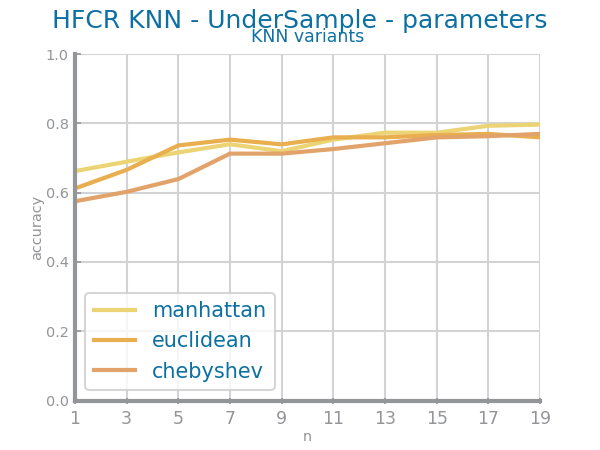 HFCR KNN - UnderSample - parameters
KNN variants
1.0
0.8
0.6
0.4
0.2
0.0
accuracy
manhattan
euclidean
chebyshev
1 3 5 7 9 11 13 15 17 19
n